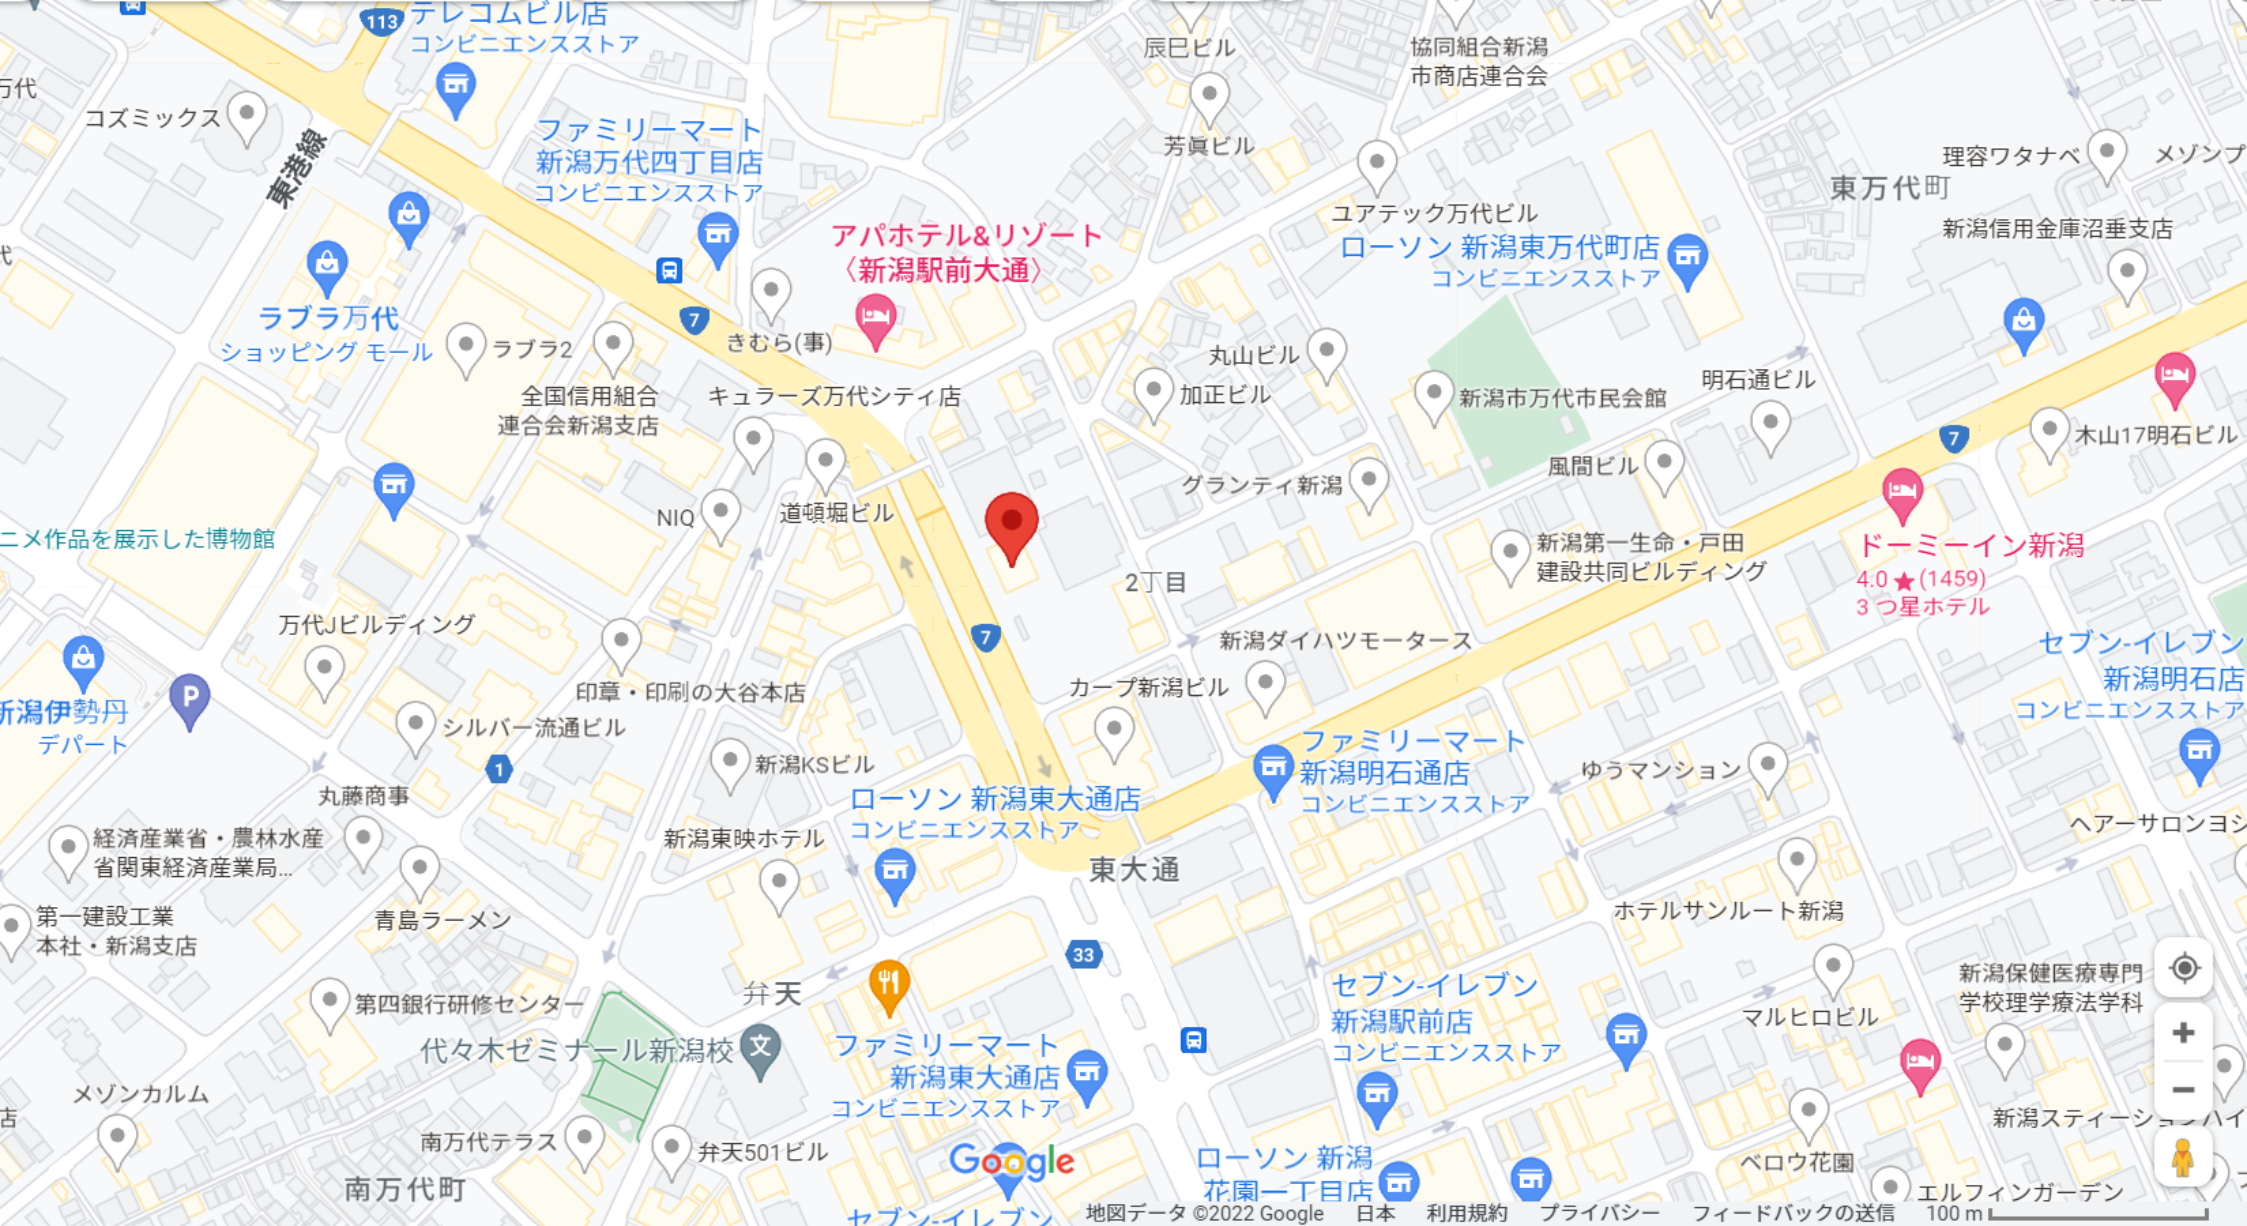 テレコムビル店
コンビニエンスストア
113
辰巳ビル
協同組合新潟
市商店連合会
万代
コズミックス
東港線
ファミリーマート
新潟万代四丁目店
コンビニエンスストア
芳眞ビル
理容ワタナベ
メゾンプ
東万代町
ユアテック万代ビル
新潟信用金庫沼垂支店
アパホテル&リゾート
〈新潟駅前大通〉
ローソン 新潟東万代町店
コンビニエンスストア
代
7
ラブラ万代
ショッピング モール
ラブラ2
きむら(事)
丸山ビル
全国信用組合
連合会新潟支店
キュラーズ万代シティ店
加正ビル
新潟市万代市民会館
明石通ビル
7
木山17明石ビル
風間ビル
グランティ新潟
NIQ
道頓堀ビル
ニメ作品を展示した博物館
新潟第一生命・戸田
建設共同ビルディング
ドーミーイン新潟
4.0 ★ (1459)
3 つ星ホテル
2丁目
万代Jビルディング
7
新潟ダイハツモータース
セブン-イレブン
新潟明石店
コンビニエンスストア
カープ新潟ビル
印章・印刷の大谷本店
P
新潟伊勢丹
デパート
シルバー流通ビル
1
新潟KSビル
ファミリーマート
新潟明石通店
コンビニエンスストア
ゆうマンション
丸藤商事
ローソン 新潟東大通店
コンビニエンスストア
ヘアーサロンヨシ
経済産業省・農林水産
省関東経済産業局...
新潟東映ホテル
東大通
第一建設工業
本社・新潟支店
青島ラーメン
ホテルサンルート新潟
33
新潟保健医療専門
学校理学療法学科
弁天
第四銀行研修センター
セブン-イレブン
新潟駅前店
コンビニエンスストア
マルヒロビル
代々木ゼミナール新潟校
文
ファミリーマート
新潟東大通店
コンビニエンスストア
メゾンカルム
店
南万代テラス
弁天501ビル
新潟スティーションハイ
Google
ローソン 新潟
花園一丁目店
ベロウ花園
南万代町
エルフィンガーデン
セブン-イレブン
地図データ ©2022 Google 日本 利用規約 プライバシー フィードバックの送信 100 m